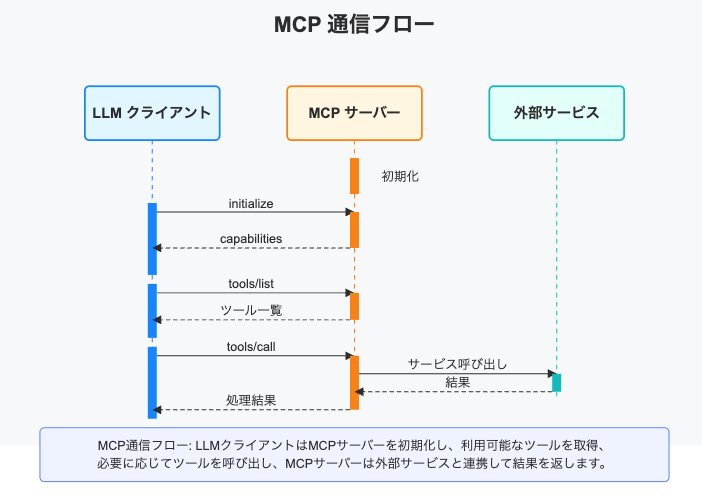 MCP 通信フロー
LLM クライアント
MCP サーバー
外部サービス
初期化
initialize
capabilities
tools/list
ツール一覧
tools/call
サービス呼び出し
結果
処理結果
MCP通信フロー: LLMクライアントはMCPサーバーを初期化し、利用可能なツールを取得、
必要に応じてツールを呼び出し、MCPサーバーは外部サービスと連携して結果を返します。